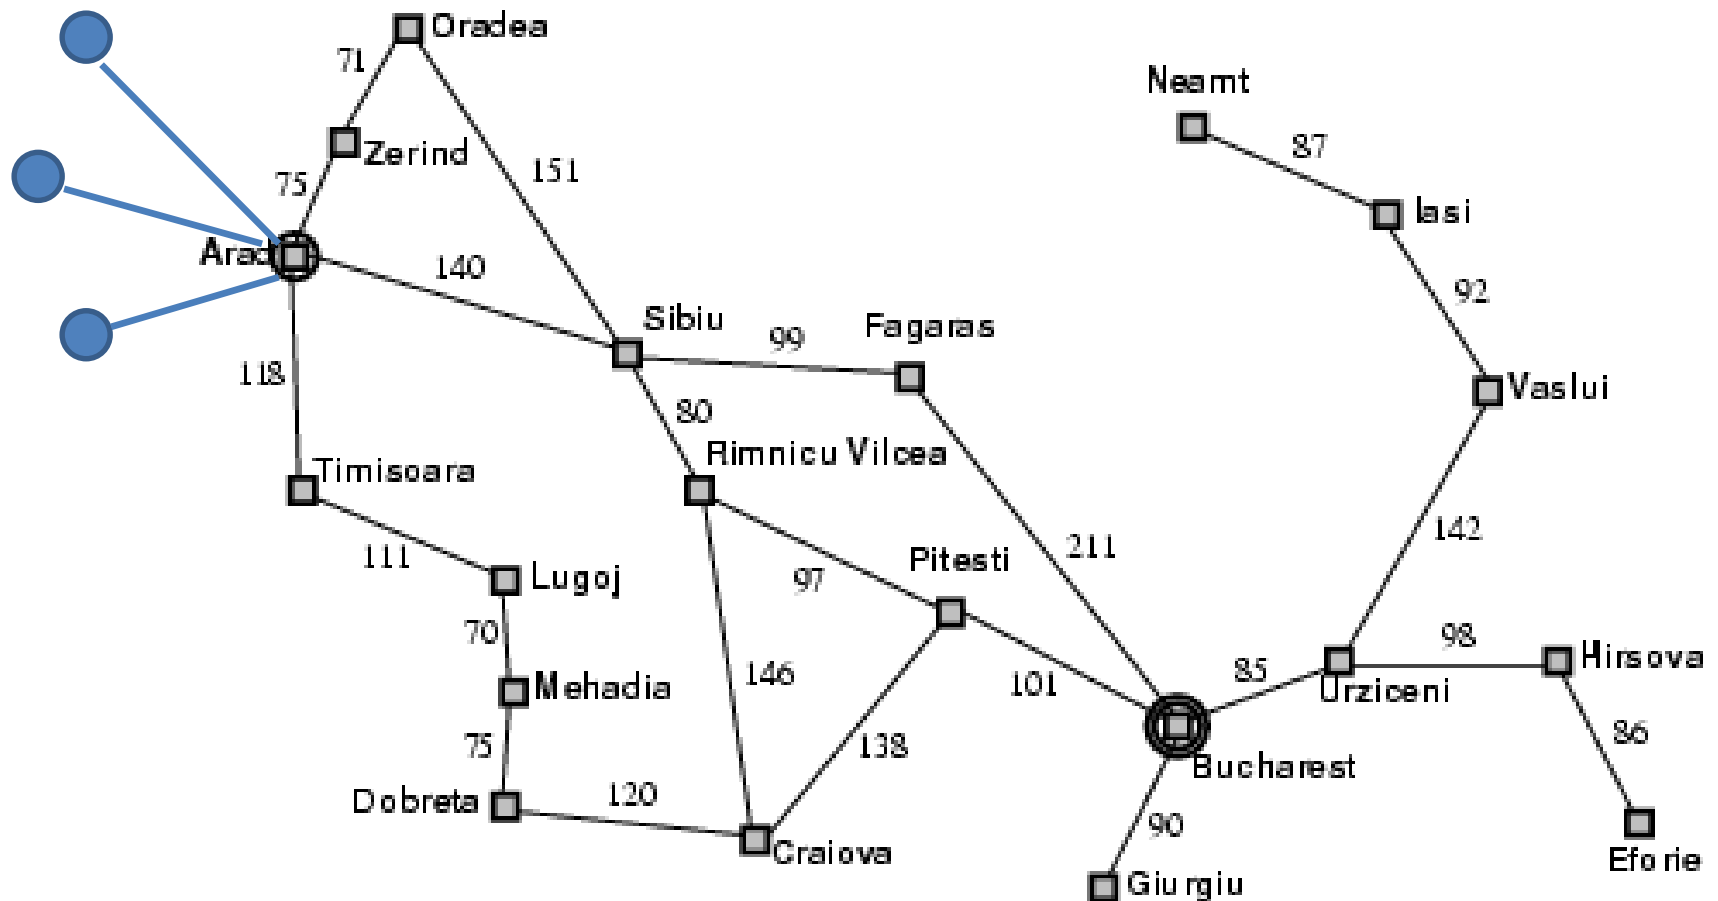 Oradea
71
Neamt
Zerind
87
151
75
Iasi
Arad
140
92
Sibiu
Fagaras
99
118
Vaslui
80
Rimnicu Vilcea
Timisoara
142
211
Pitesti
111
97
Lugoj
70
98
Hirsova
146
85
Mehadia
101
Urziceni
86
75
138
Bucharest
Dobreta
120
90
Craiova
Eforie
Giurgiu